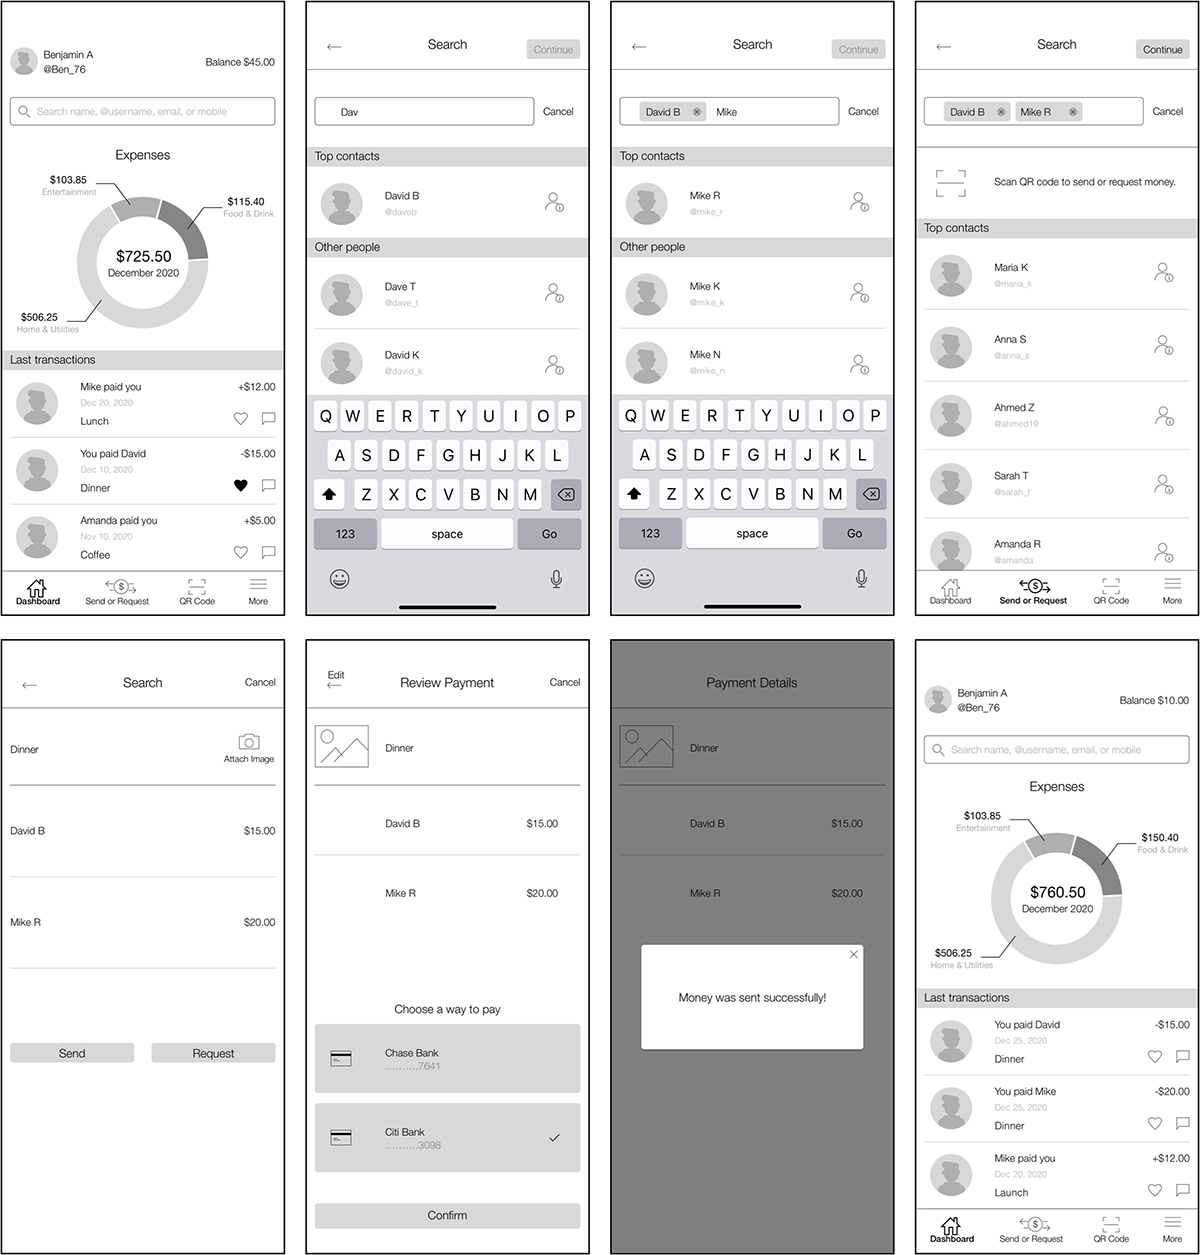 Benjamin A
@Ben_76
Balance $45.00
Search name, @username, email, or mobile
Expenses
$103.85
Entertainment
$115.40
Food & Drink
$725.50
December 2020
$506.25
Home & Utilities
Last transactions
Mike paid you +$12.00
Dec 20, 2020
Lunch
You paid David -$15.00
Dec 10, 2020
Dinner
Amanda paid you +$5.00
Nov 10, 2020
Coffee
Dashboard Send or Request QR Code More
Search Continue
Dav Cancel
Top contacts
David B
@daveb
Other people
Dave T
@dave_t
David K
@david_k
Q W E R T Y U I O P
A S D F G H J K L
Z X C V B N M
123 space Go
Search Continue
David B Mike Cancel
Top contacts
Mike R
@mike_r
Other people
Mike K
@mike_k
Mike N
@mike_n
Q W E R T Y U I O P
A S D F G H J K L
Z X C V B N M
123 space Go
Search Continue
David B Mike R Cancel
Scan QR code to send or request money.
Top contacts
Maria K
@maria_k
Anna S
@anna_s
Ahmed Z
@ahmed19
Sarah T
@sarah_t
Amanda R
@amanda
Dashboard Send or Request QR Code More
Search Cancel
Dinner
Attach Image
David B $15.00
Mike R $20.00
Send Request
Edit
Review Payment Cancel
Dinner
David B $15.00
Mike R $20.00
Choose a way to pay
Chase Bank
..........7641
Citi Bank
..........3098
Confirm
Payment Details
Dinner
David B $15.00
Mike R $20.00
Money was sent successfully!
Benjamin A
@Ben_76
Balance $10.00
Search name, @username, email, or mobile
Expenses
$103.85
Entertainment
$150.40
Food & Drink
$760.50
December 2020
$506.25
Home & Utilities
Last transactions
You paid David -$15.00
Dec 25, 2020
Dinner
You paid Mike -$20.00
Dec 25, 2020
Dinner
Mike paid you +$12.00
Dec 20, 2020
Launch
Dashboard Send or Request QR Code More